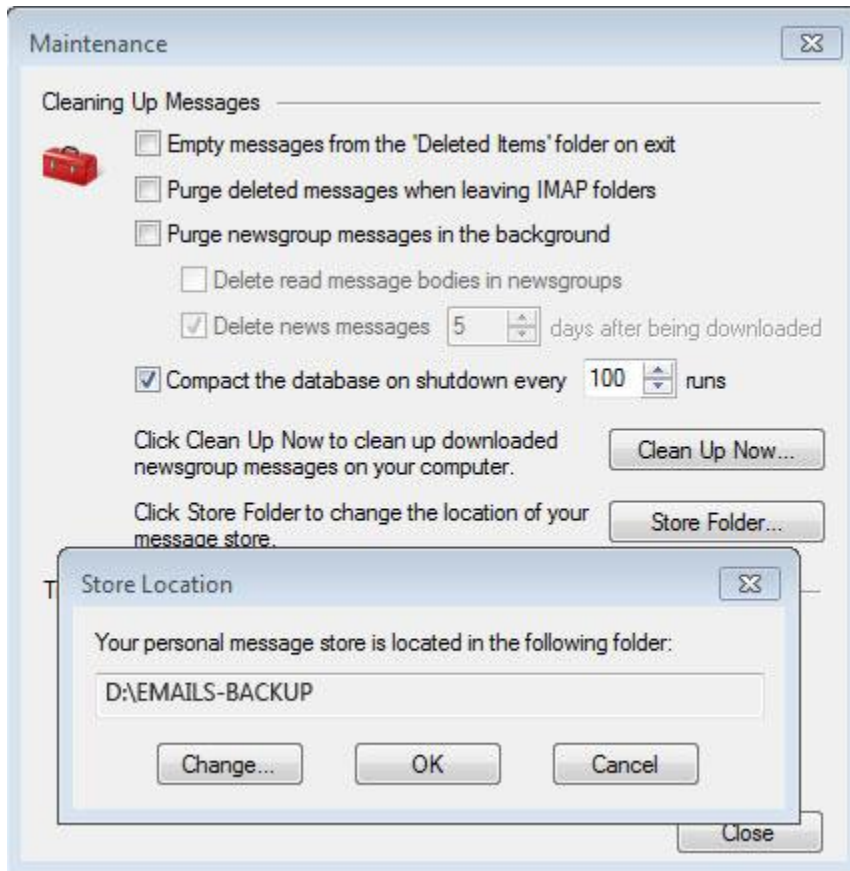 Maintenance
Cleaning Up Messages
Empty messages from the 'Deleted Items' folder on exit
Purge deleted messages when leaving IMAP folders
Purge newsgroup messages in the background
Delete read message bodies in newsgroups
Delete news messages 5 days after being downloaded
Compact the database on shutdown every 100 runs
Click Clean Up Now to clean up downloaded
newsgroup messages on your computer.
Clean Up Now...
Click Store Folder to change the location of your
message store.
Store Folder...
T
Store Location
Your personal message store is located in the following folder:
D:\EMAILS-BACKUP
Change... OK Cancel
Close